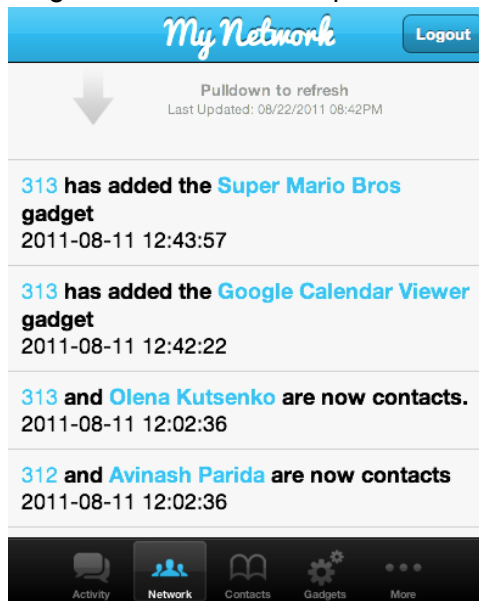 My Network
Logout
Pulldown to refresh
Last Updated: 08/22/2011 08:42PM
313 has added the Super Mario Bros
gadget
2011-08-11 12:43:57
313 has added the Google Calendar Viewer
gadget
2011-08-11 12:42:22
313 and Olena Kutsenko are now contacts.
2011-08-11 12:02:36
312 and Avinash Parida are now contacts
2011-08-11 12:02:36
Activity Network Contacts Gadgets More